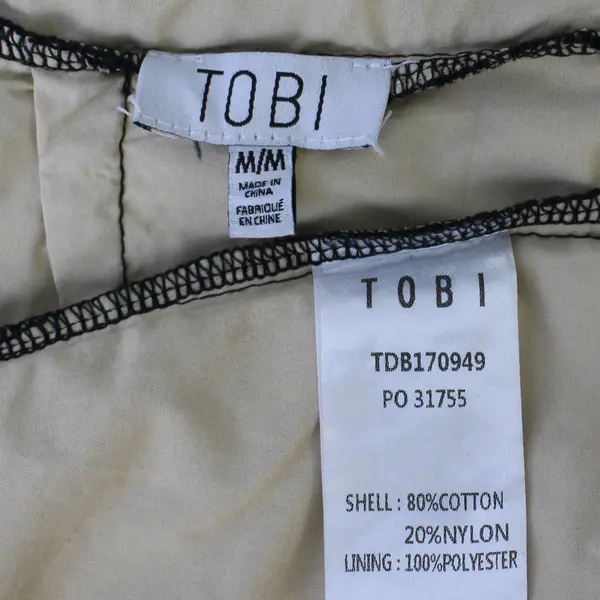 TOBI
M/M
MADE IN
CHINA
FABRIQUÉ
EN CHINE
TOBI
TDB170949
PO 31755
SHELL : 80%COTTON
20%NYLON
LINING : 100%POLYESTER